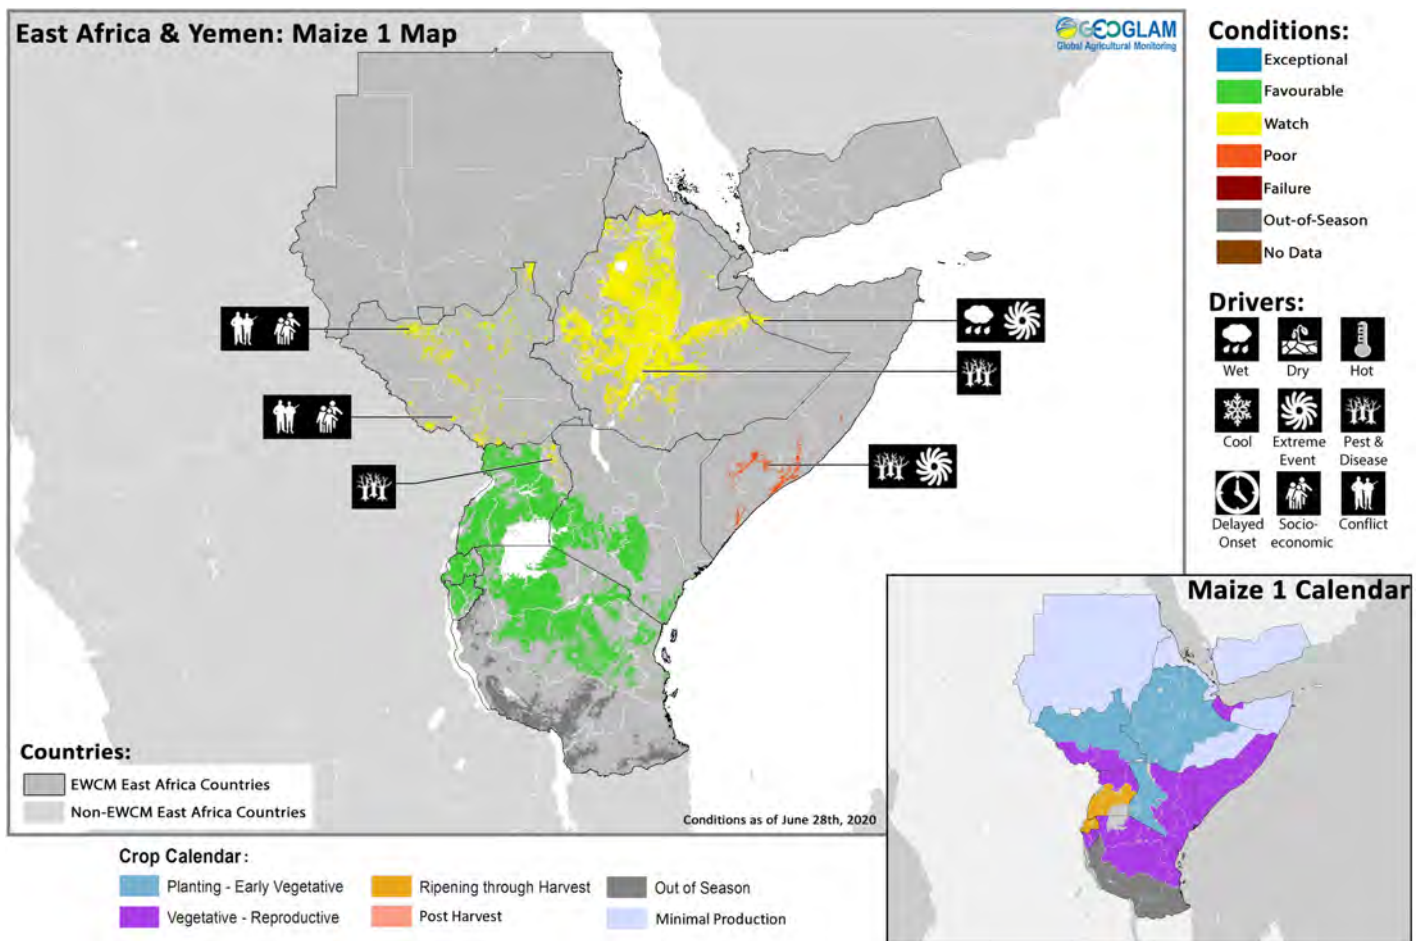 East Africa & Yemen: Maize 1 Map
GEOGLAM
Global Agricultural Monitoring
Conditions:
Exceptional
Favourable
Watch
Poor
Failure
Out-of-Season
No Data
Drivers:
Wet
Dry
Hot
Cool
Extreme
Event
Pest &
Disease
Delayed
Onset
Socio-
economic
Conflict
Maize 1 Calendar
Countries:
EWCM East Africa Countries
Non-EWCM East Africa Countries
Conditions as of June 28th, 2020
Crop Calendar:
Planting - Early Vegetative
Ripening through Harvest
Out of Season
Vegetative - Reproductive
Post Harvest
Minimal Production